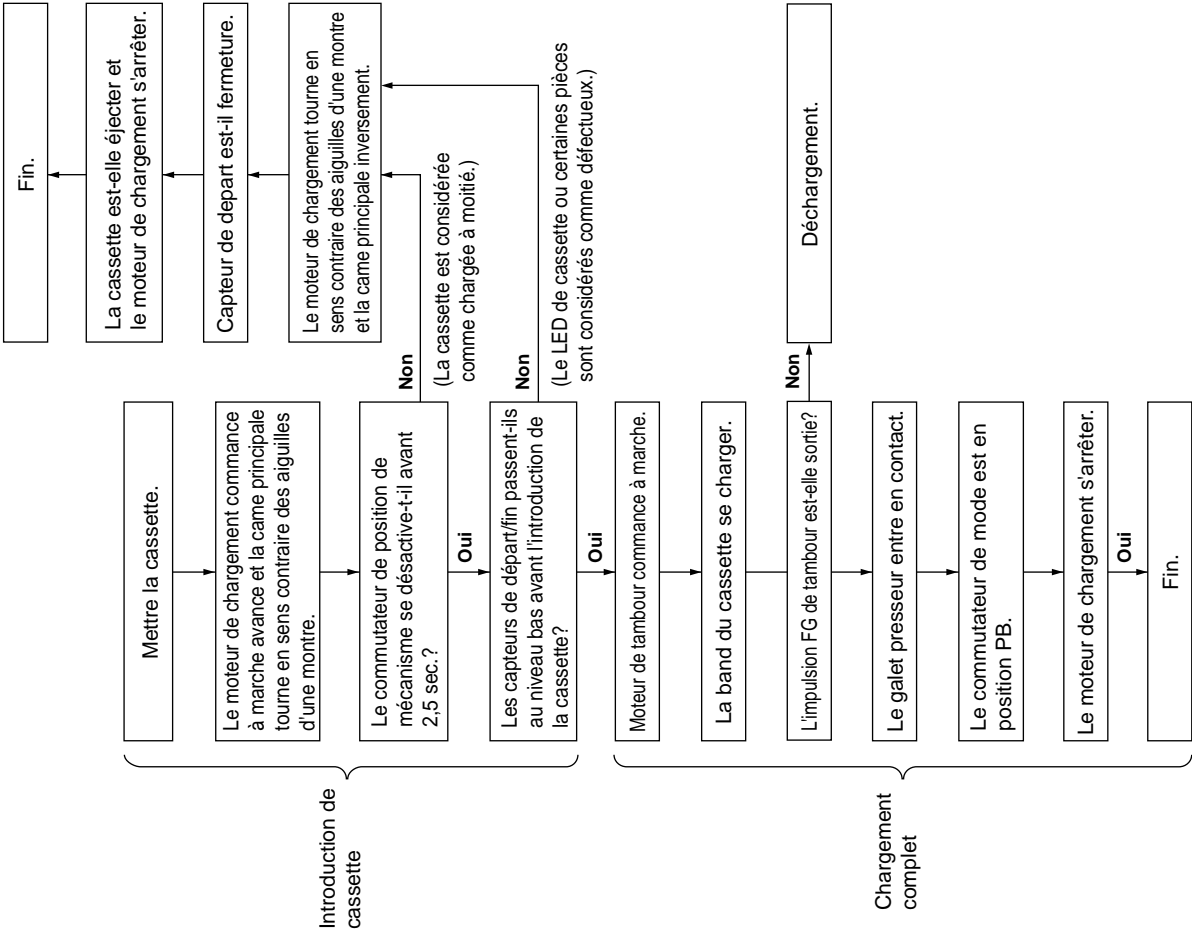 Introduction de
cassette
Mettre la cassette.
Le moteur de chargement commance
à marche avance et la came principale
tourne en sens contraire des aiguilles
d'une montre.
Le commutateur de position de
mécanisme se désactive-t-il avant
2,5 sec.?
Non
(La cassette est considérée
comme chargée à moitié.)
Oui
Les capteurs de départ/fin passent-ils
au niveau bas avant l'introduction de
la cassette?
Non
(Le LED de cassette ou certaines pièces
sont considérés comme défectueux.)
Oui
Le moteur de chargement tourne en
sens contraire des aiguilles d'une montre
et la came principale inversement.
Capteur de depart est-il fermeture.
La cassette est-elle éjecter et
le moteur de chargement s'arrêter.
Fin.
Chargement
complet
Moteur de tambour commance à marche.
La band du cassette se charger.
L'impulsion FG de tambour est-elle sortie?
Non
Déchargement.
Le galet presseur entre en contact.
Le commutateur de mode est en
position PB.
Le moteur de chargement s'arrêter.
Oui
Fin.